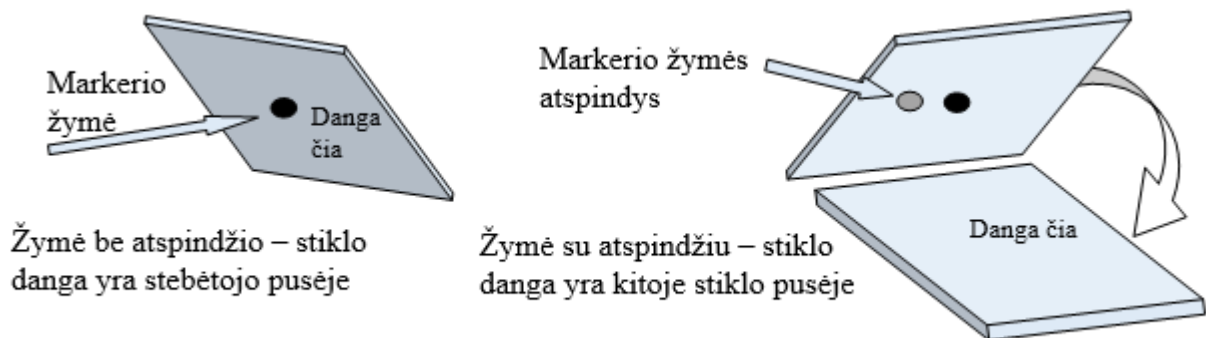 Markerio
žymė
Danga
čia
Žymė be atspindžio – stiklo
danga yra stebėtojo pusėje
Markerio žymės
atspindys
Danga čia
Žymė su atspindžiu – stiklo
danga yra kitoje stiklo pusėje